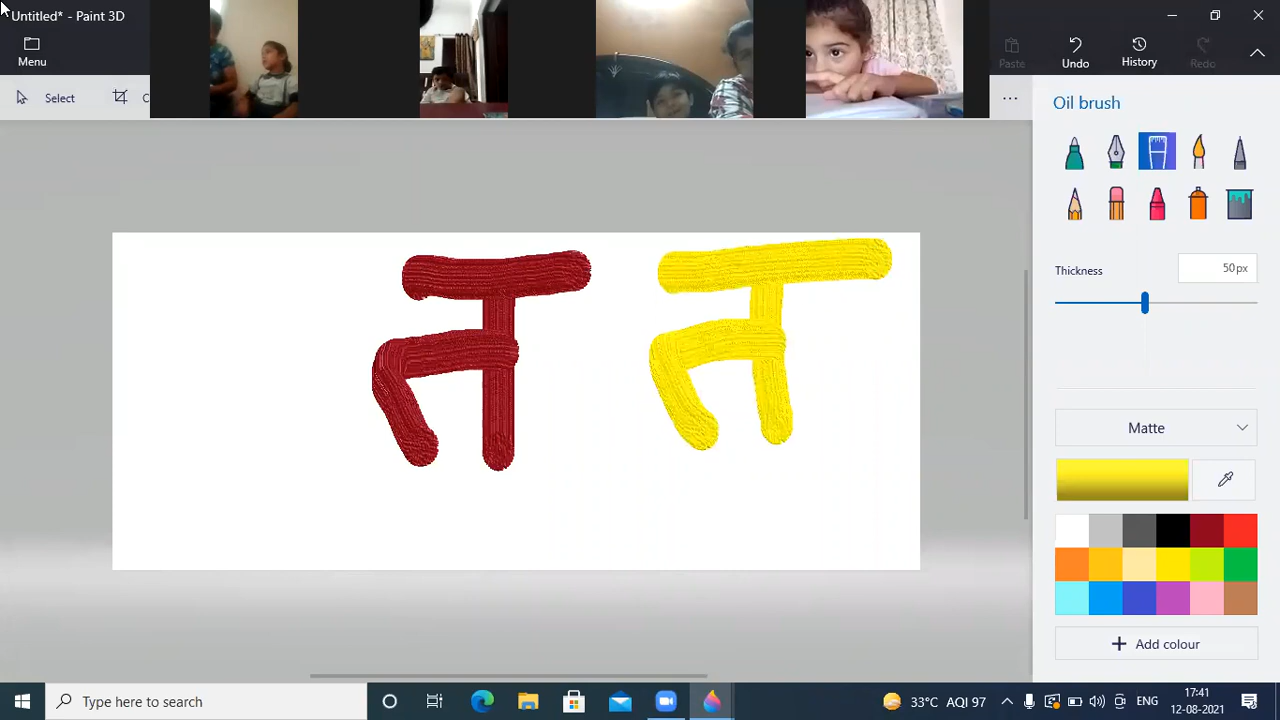 Untitled* - Paint 3D
Menu
Paste
Undo
History
Redo
Select
C
...
Oil brush
Thickness
50px
Matte
+ Add colour
त त
Type here to search
33°C AQI 97
ENG
17:41
12-08-2021